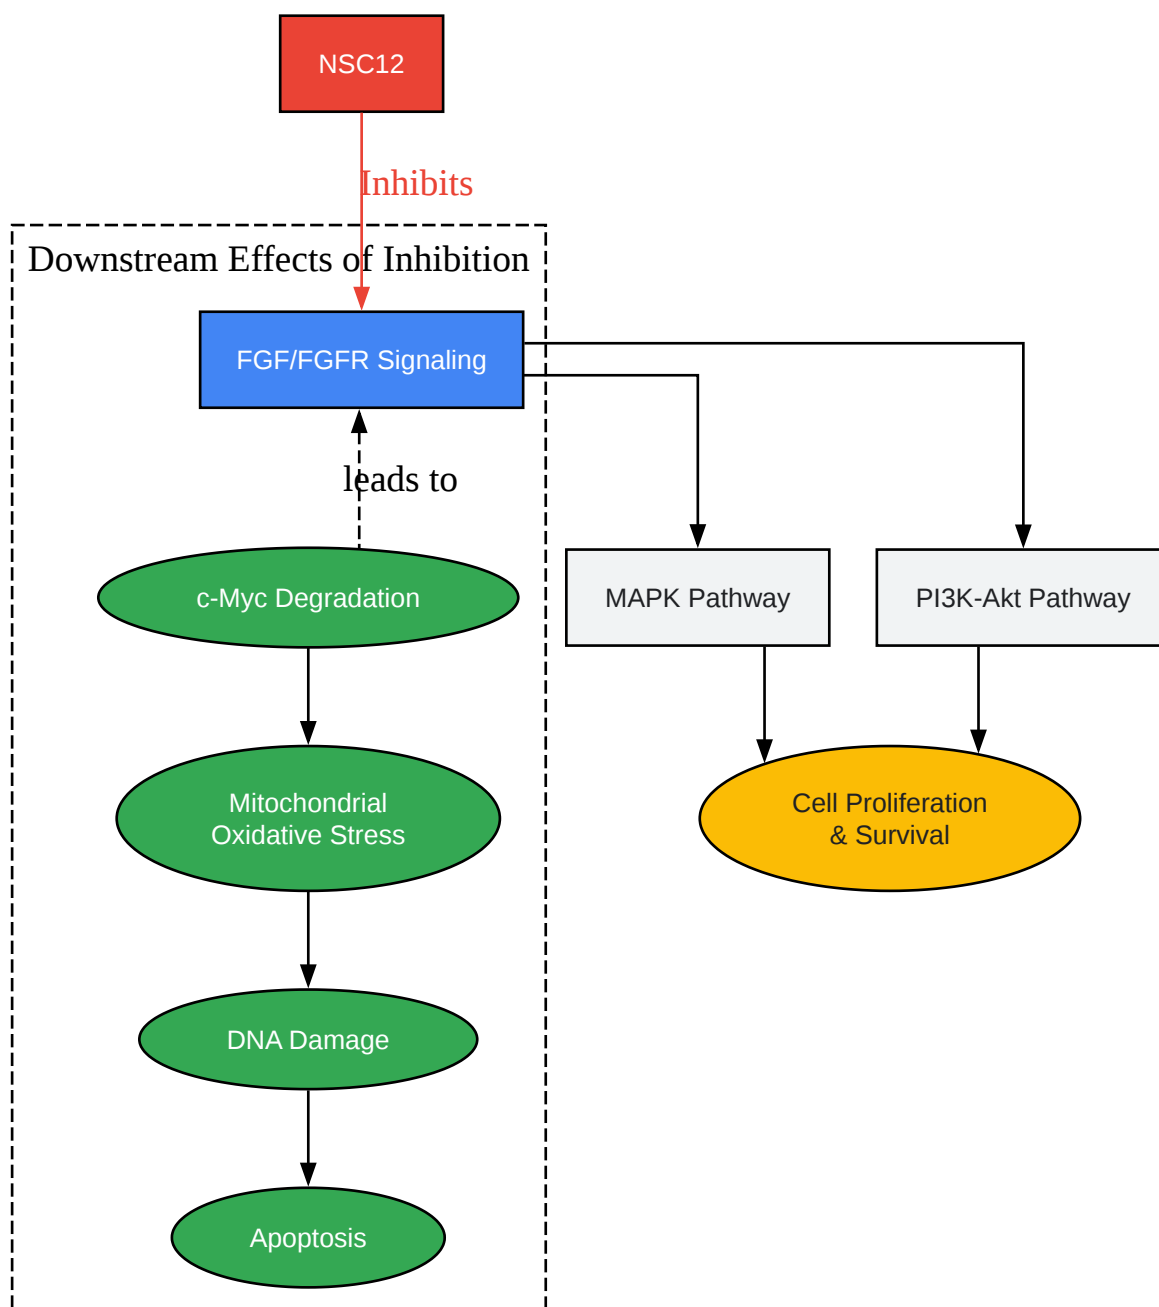 NSC12
Inhibits
Downstream Effects of Inhibition
FGF/FGFR Signaling
leads to
c-Myc Degradation
MAPK Pathway
PI3K-Akt Pathway
Mitochondrial
Oxidative Stress
Cell Proliferation
& Survival
DNA Damage
Apoptosis